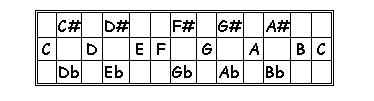 C# D# F# G# A#
C D E F G A B C
Db Eb Gb Ab Bb